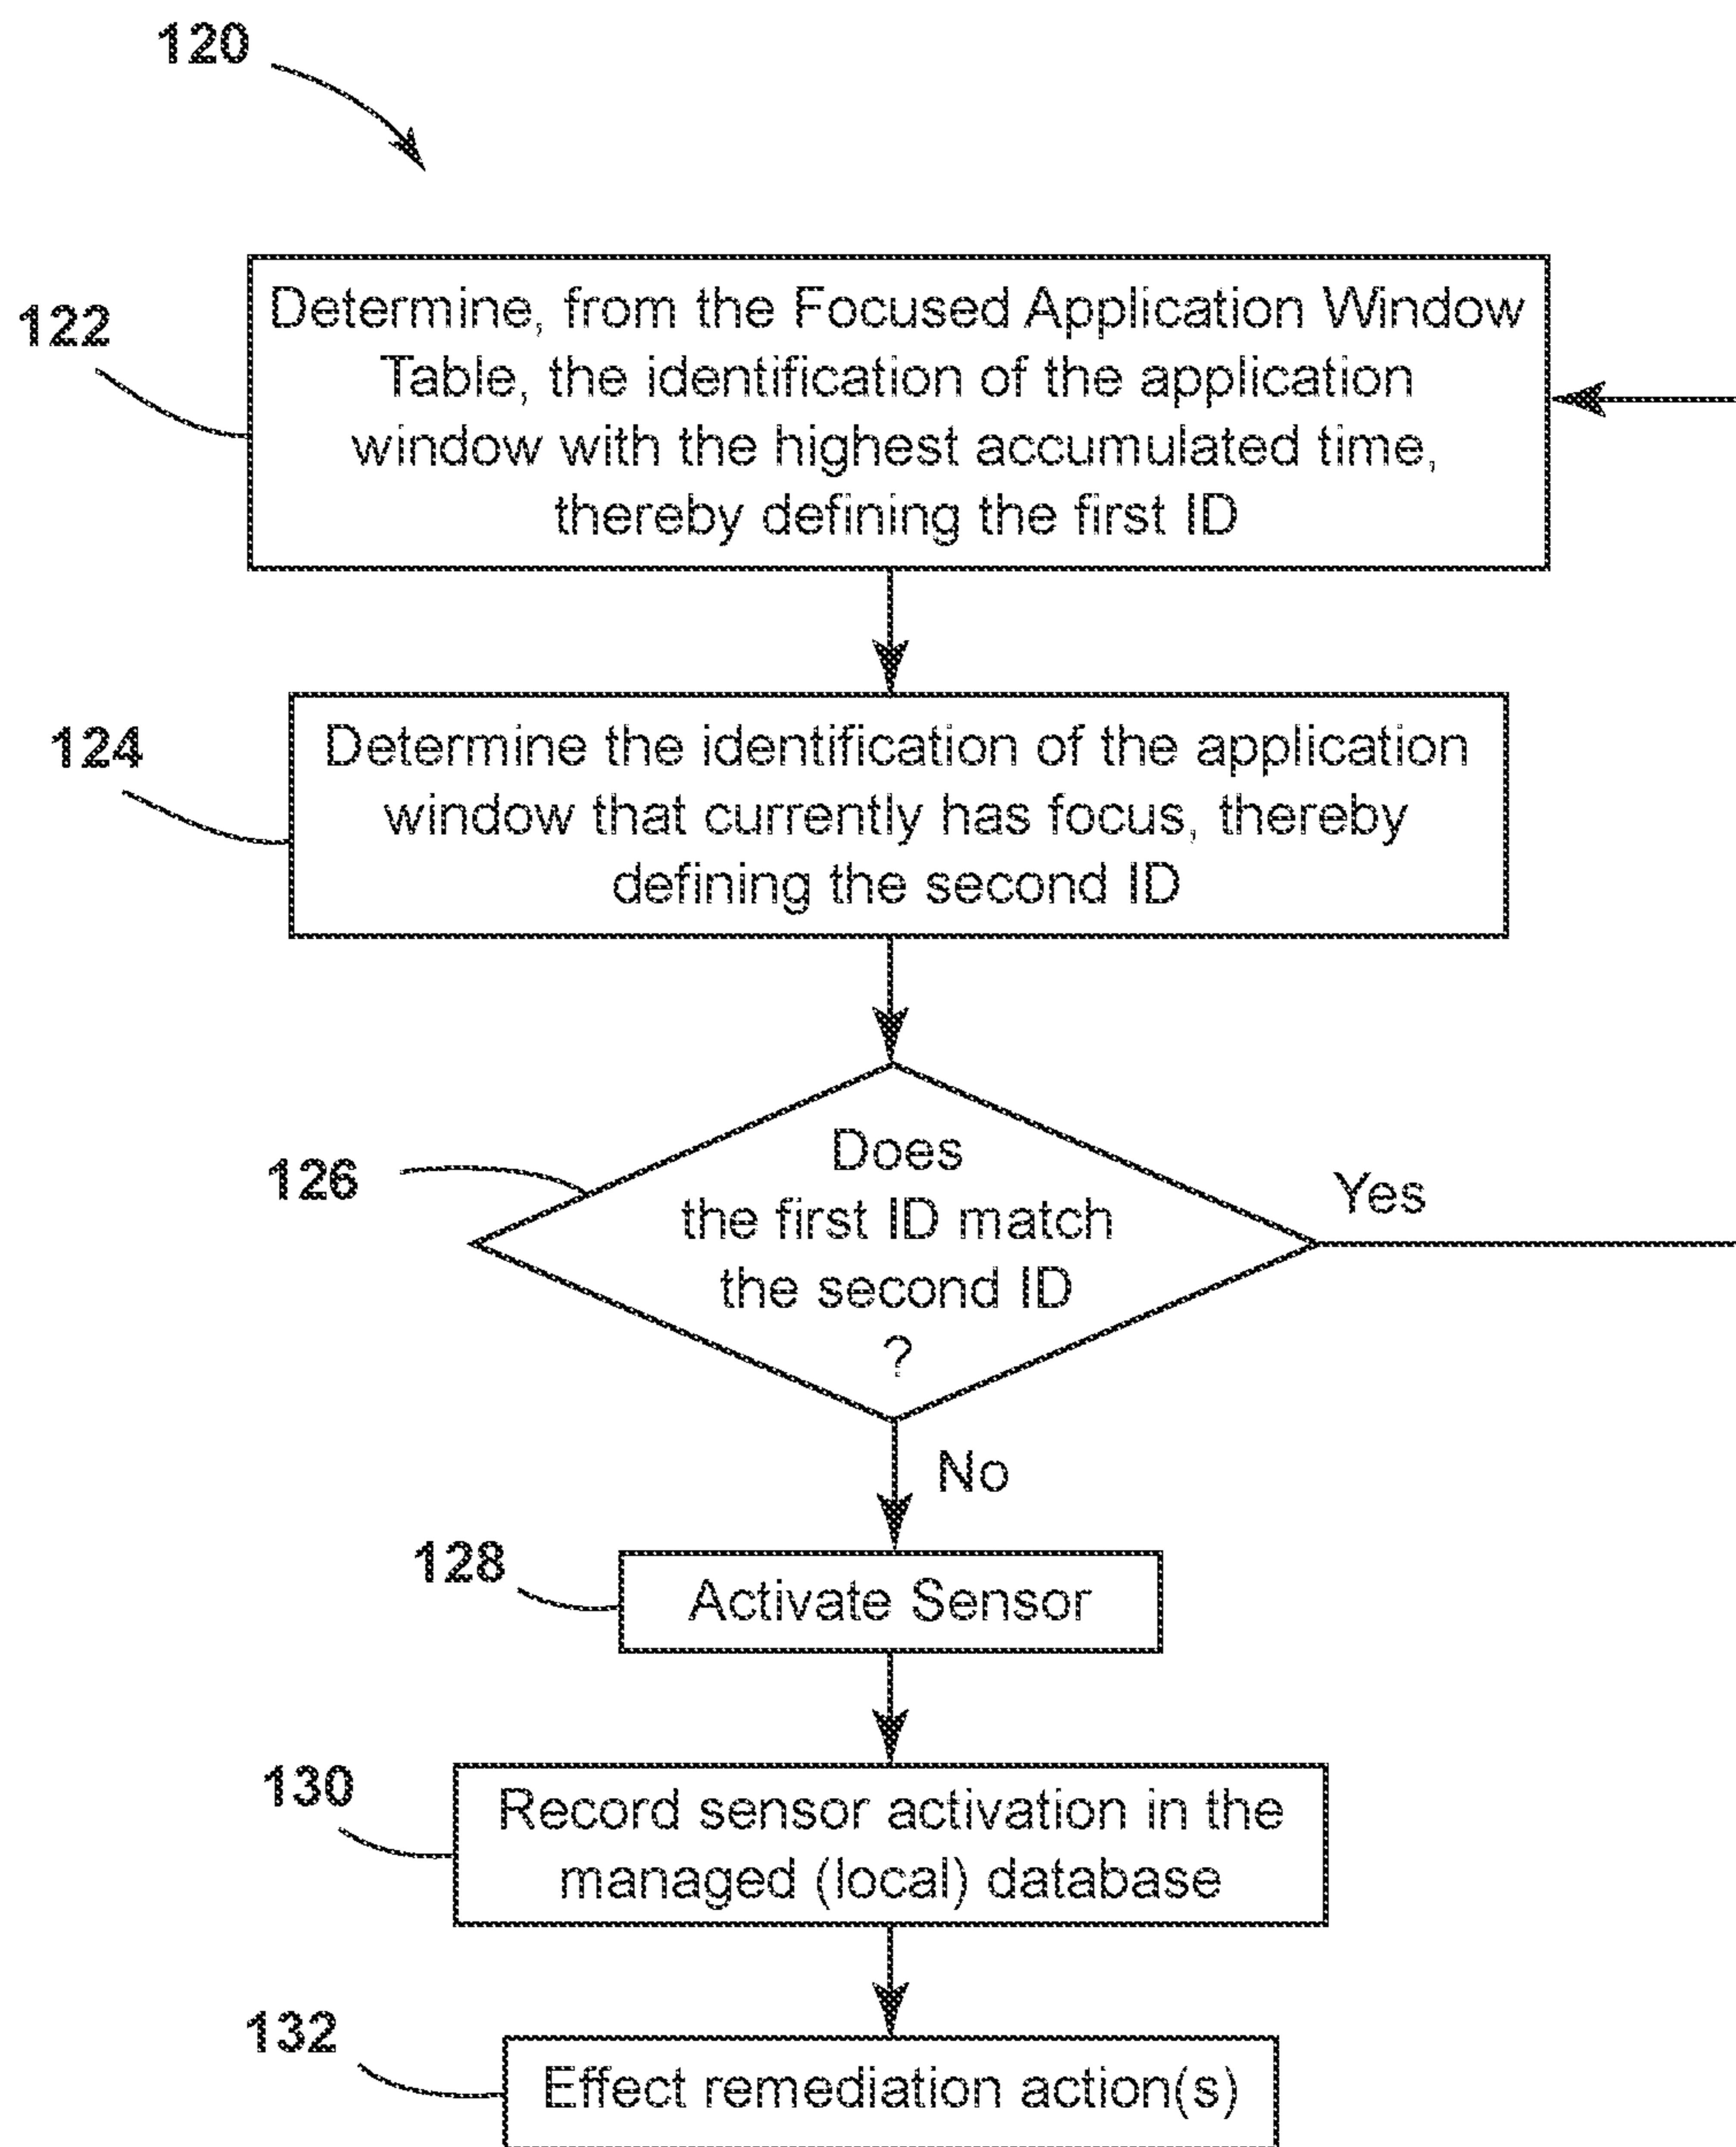 120
122
Determine, from the Focused Application Window
Table, the identification of the application
window with the highest accumulated time,
thereby defining the first ID
124
Determine the identification of the application
window that currently has focus, thereby
defining the second ID
126
Does
the first ID match
the second ID
?
Yes
No
128
Activate Sensor
130
Record sensor activation in the
managed (local) database
132
Effect remediation action(s)